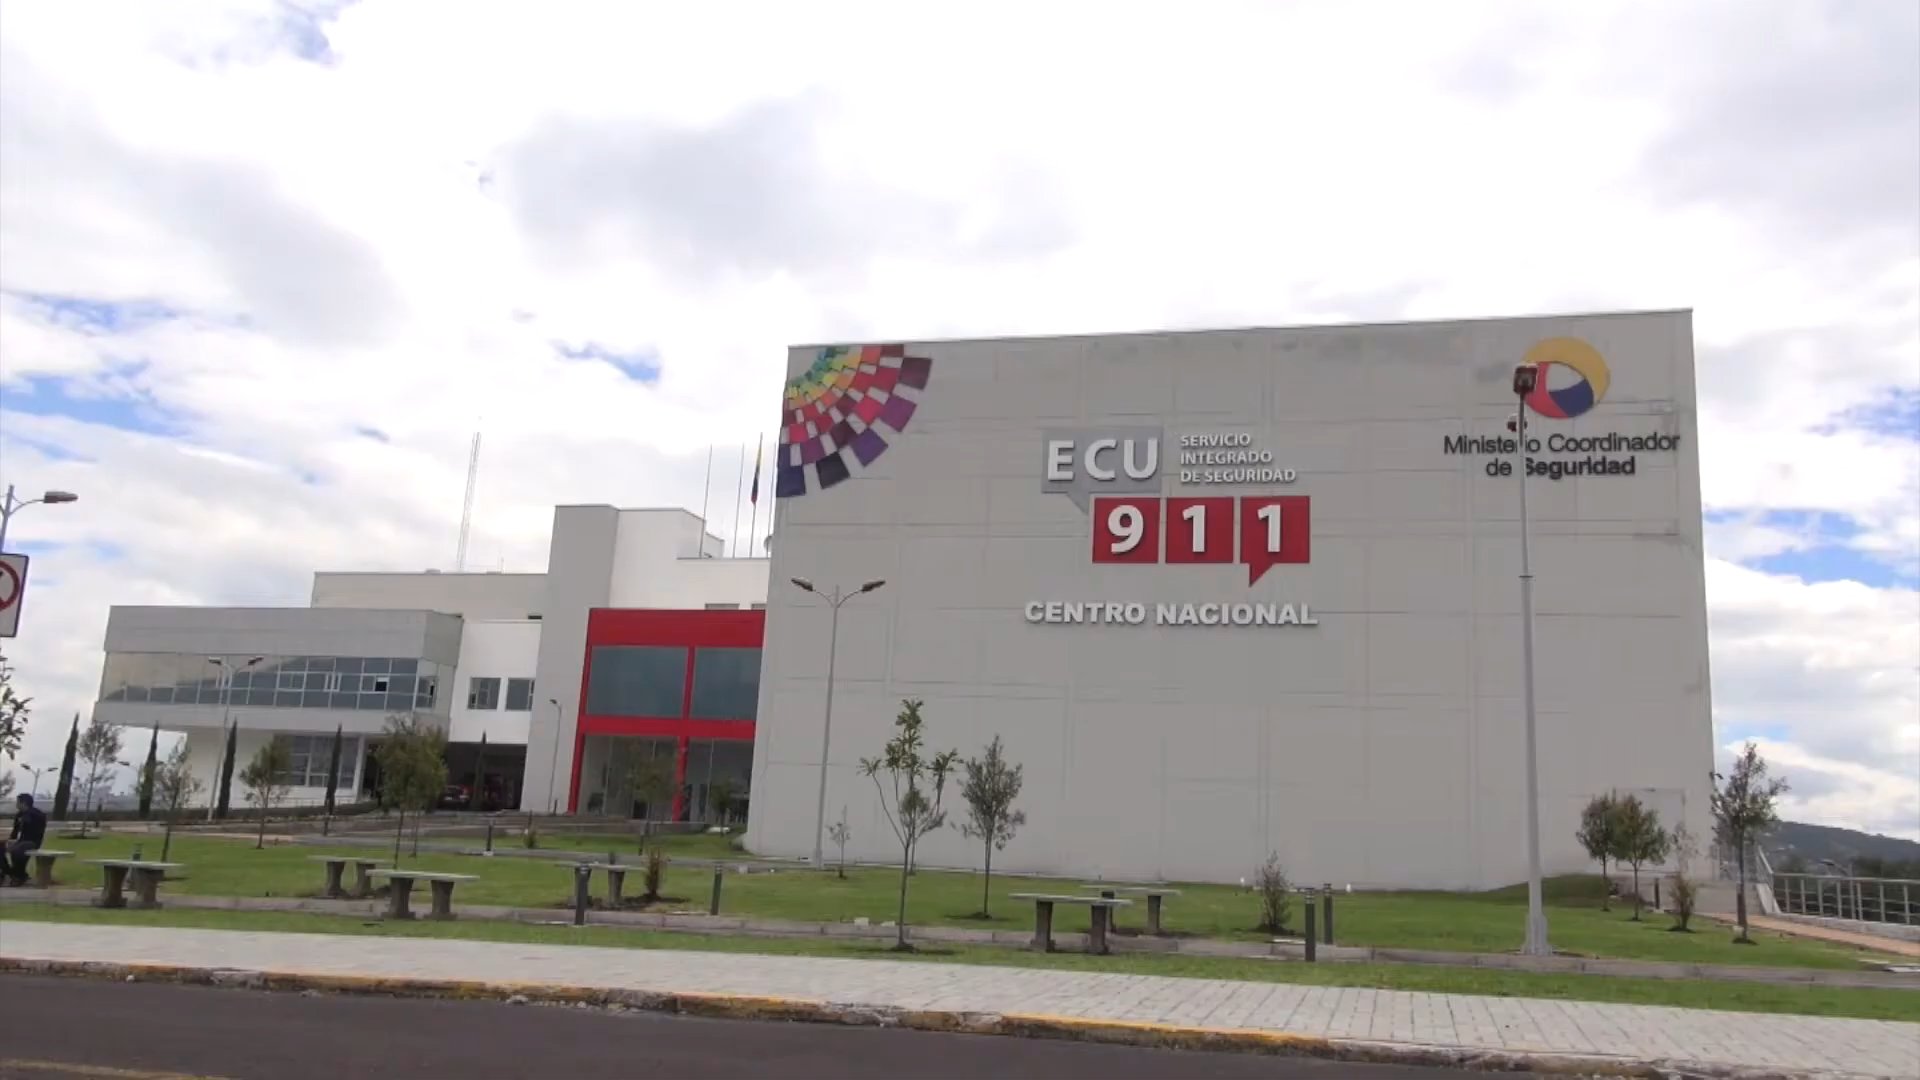 ECU
SERVICIO
INTEGRADO
DE SEGURIDAD
911
CENTRO NACIONAL
Ministerio Coordinador
de Seguridad